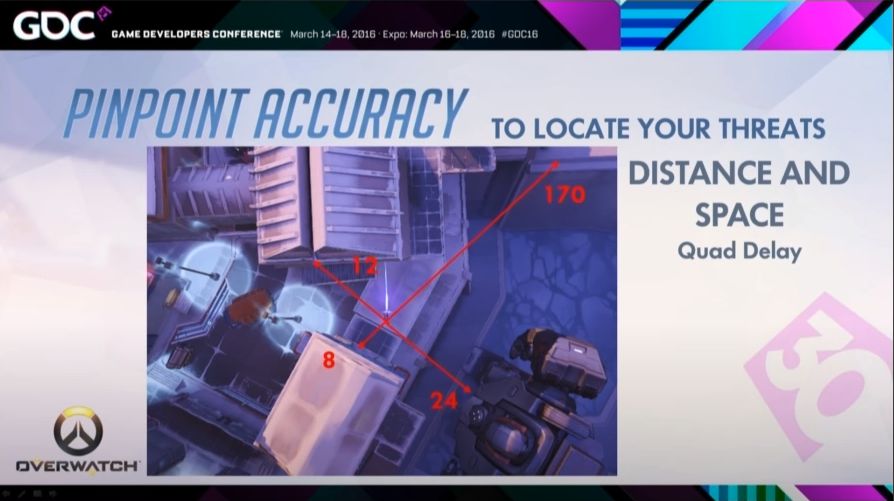 GDC GAME DEVELOPERS CONFERENCE March 14-18, 2016 · Expo: March 16-18, 2016 #GDC16
PINPOINT ACCURACY TO LOCATE YOUR THREATS
DISTANCE AND
SPACE
Quad Delay
170
12
8
24
30
OVERWATCH